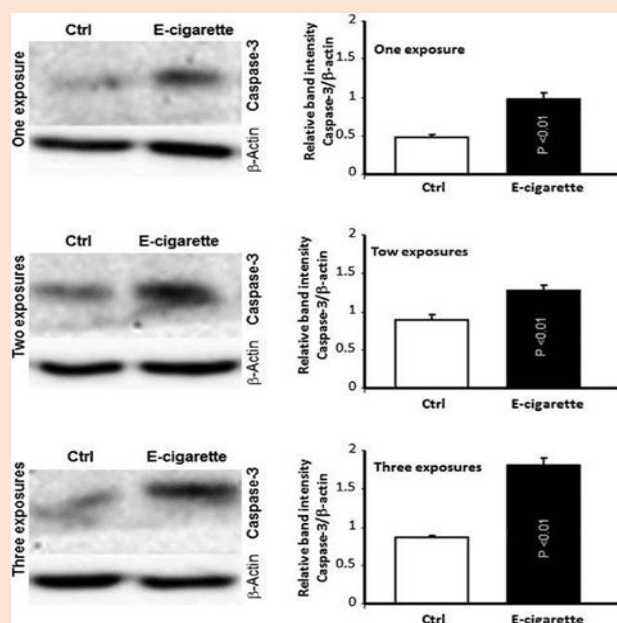 Ctrl E-cigarette
One exposure
Caspase-3
β-Actin
Relative band intensity
Caspase-3/β-actin
2
1.5
1
0.5
0
One exposure
P <0.01
Ctrl E-cigarette
Ctrl E-cigarette
Two exposures
Caspase-3
β-Actin
Relative band intensity
Caspase-3/β-actin
2
1.5
1
0.5
0
Tow exposures
P <0.01
Ctrl E-cigarette
Ctrl E-cigarette
Three exposures
Caspase-3
β-Actin
Relative band intensity
Caspase-3/β-actin
2
1.5
1
0.5
0
Three exposures
P <0.01
Ctrl E-cigarette